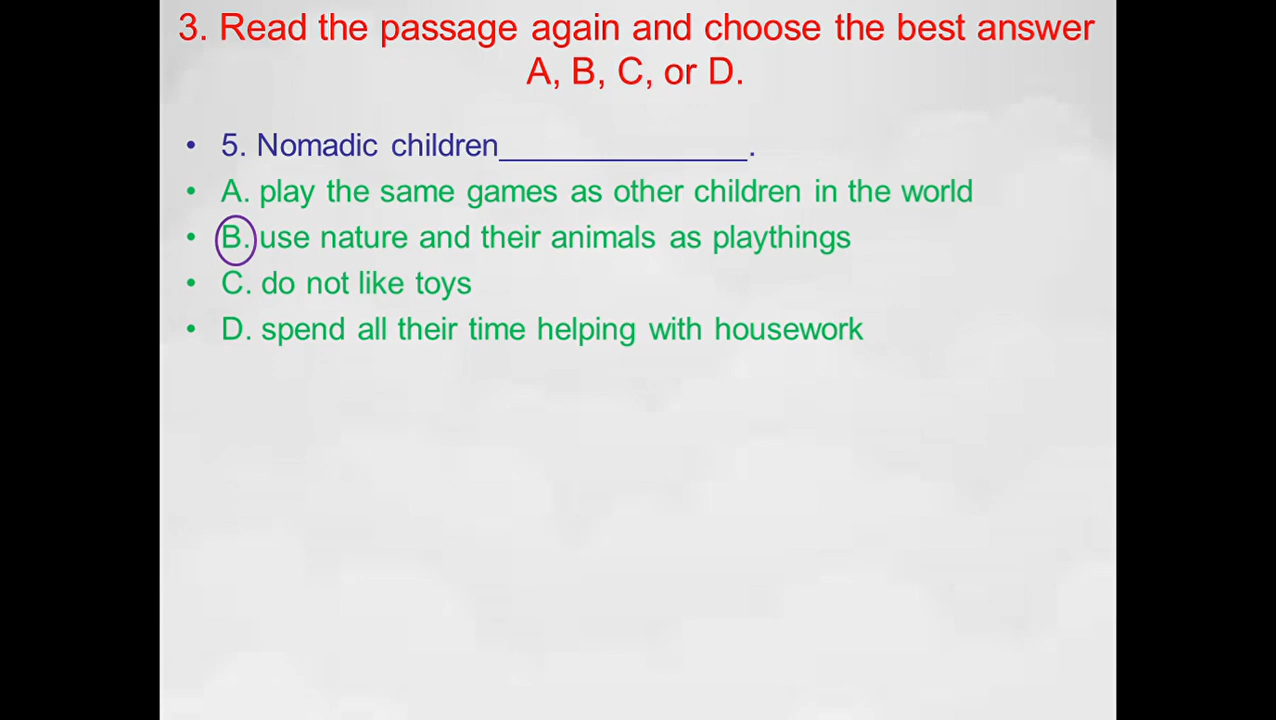 3. Read the passage again and choose the best answer
A, B, C, or D.
• 5. Nomadic children______________.
• A. play the same games as other children in the world
• B. use nature and their animals as playthings
• C. do not like toys
• D. spend all their time helping with housework